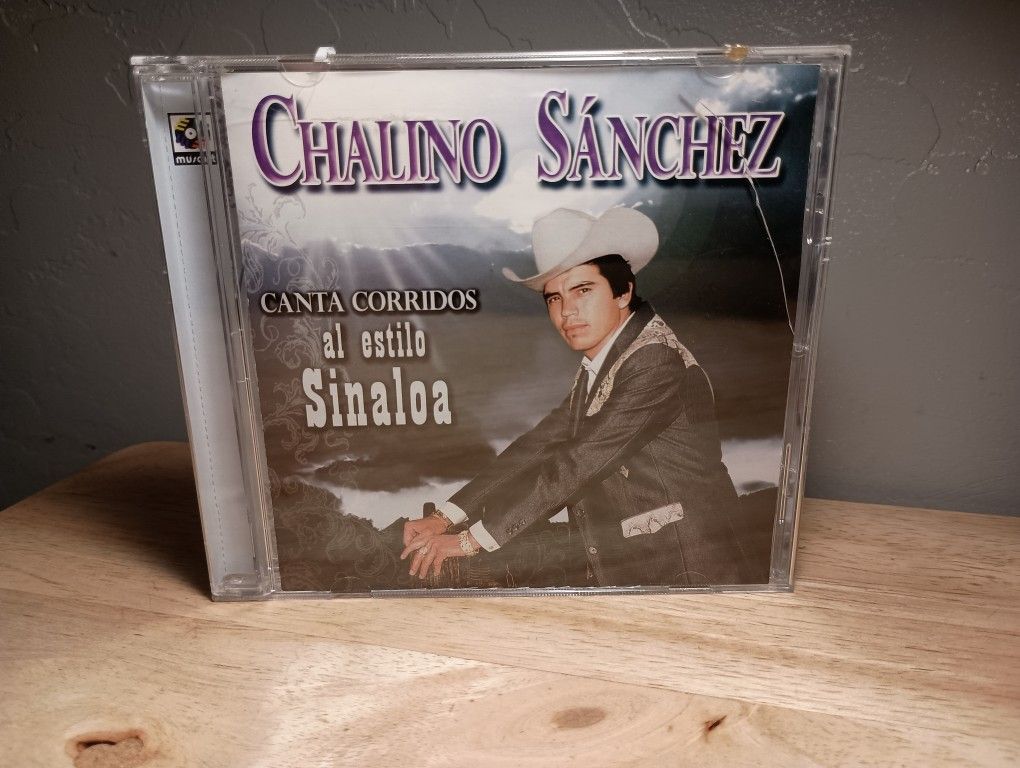 CHALINO SÁNCHEZ
CANTA CORRIDOS
al estilo
Sinaloa